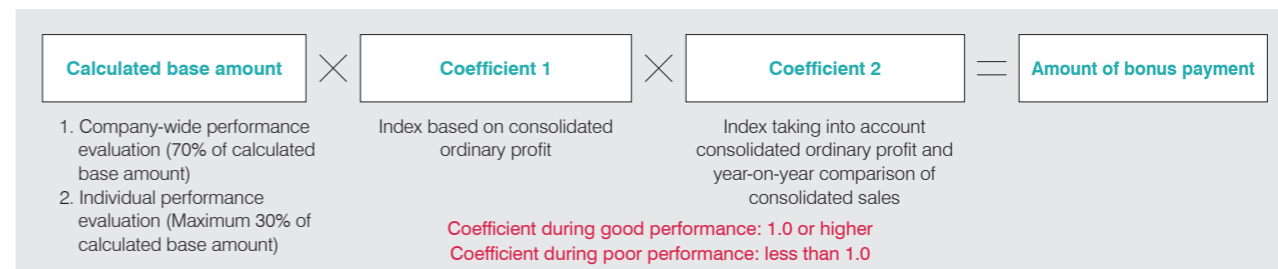 Calculated base amount × Coefficient 1 × Coefficient 2 = Amount of bonus payment
1. Company-wide performance
evaluation (70% of calculated
base amount)
2. Individual performance
evaluation (Maximum 30% of
calculated base amount)
Index based on consolidated
ordinary profit
Index taking into account
consolidated ordinary profit and
year-on-year comparison of
consolidated sales
Coefficient during good performance: 1.0 or higher
Coefficient during poor performance: less than 1.0